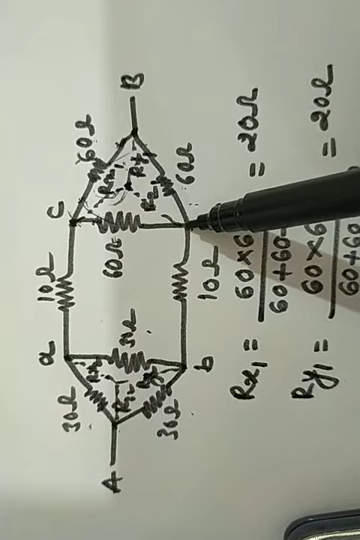 A
30Ω
30Ω
30Ω
a
b
10Ω
10Ω
C
60Ω
60Ω
60Ω
B
Rx₁ = 60×6 / 60+60 = 20Ω
Ry₁ = 60×6 / 60+60 = 20Ω